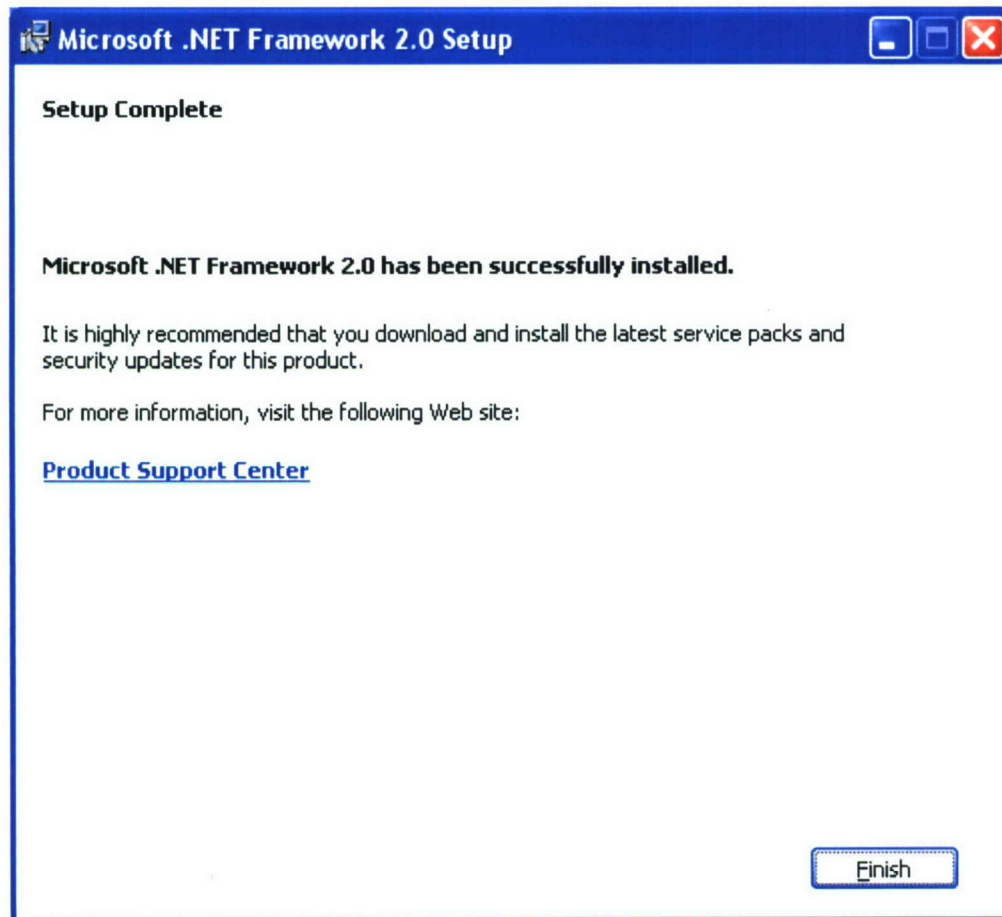 Microsoft .NET Framework 2.0 Setup
Setup Complete
Microsoft .NET Framework 2.0 has been successfully installed.
It is highly recommended that you download and install the latest service packs and
security updates for this product.
For more information, visit the following Web site:
Product Support Center
Finish